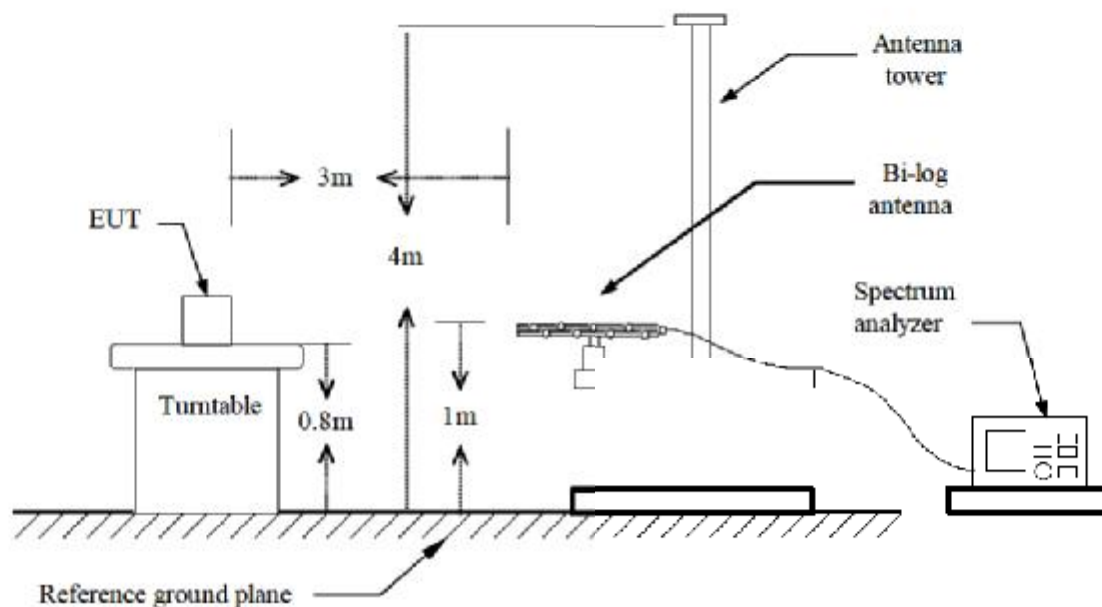 Antenna
tower
3m
Bi-log
antenna
EUT
4m
Spectrum
analyzer
Turntable
0.8m
1m
Reference ground plane